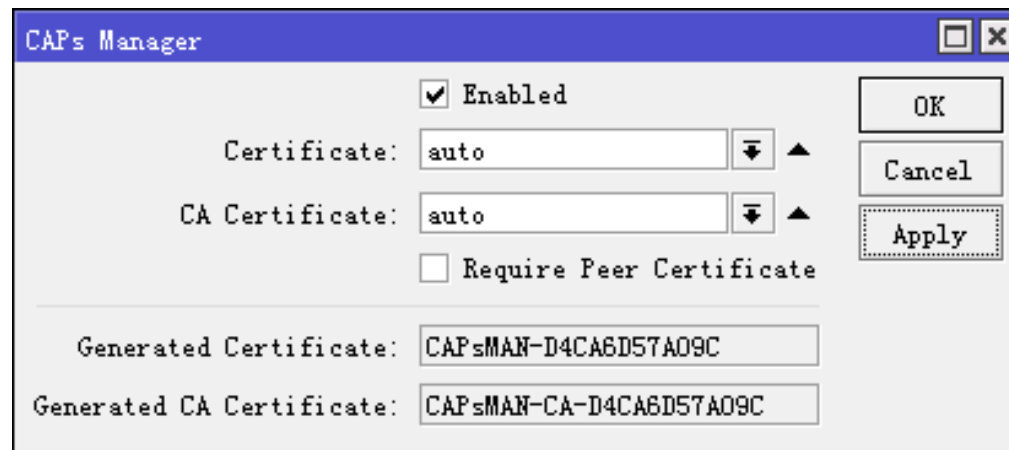 CAPs Manager
Enabled
OK
Certificate: auto
Cancel
CA Certificate: auto
Apply
Require Peer Certificate
Generated Certificate: CAPsMAN-D4CA6D57A09C
Generated CA Certificate: CAPsMAN-CA-D4CA6D57A09C